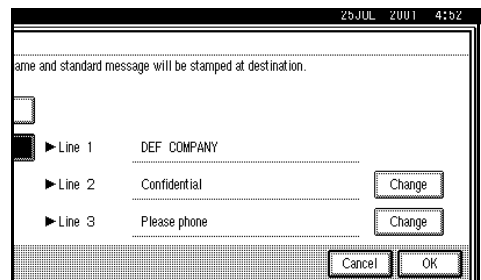 25JUL 2001 4:52
ame and standard message will be stamped at destination.
►Line 1 DEF COMPANY
►Line 2 Confidential Change
►Line 3 Please phone Change
Cancel OK